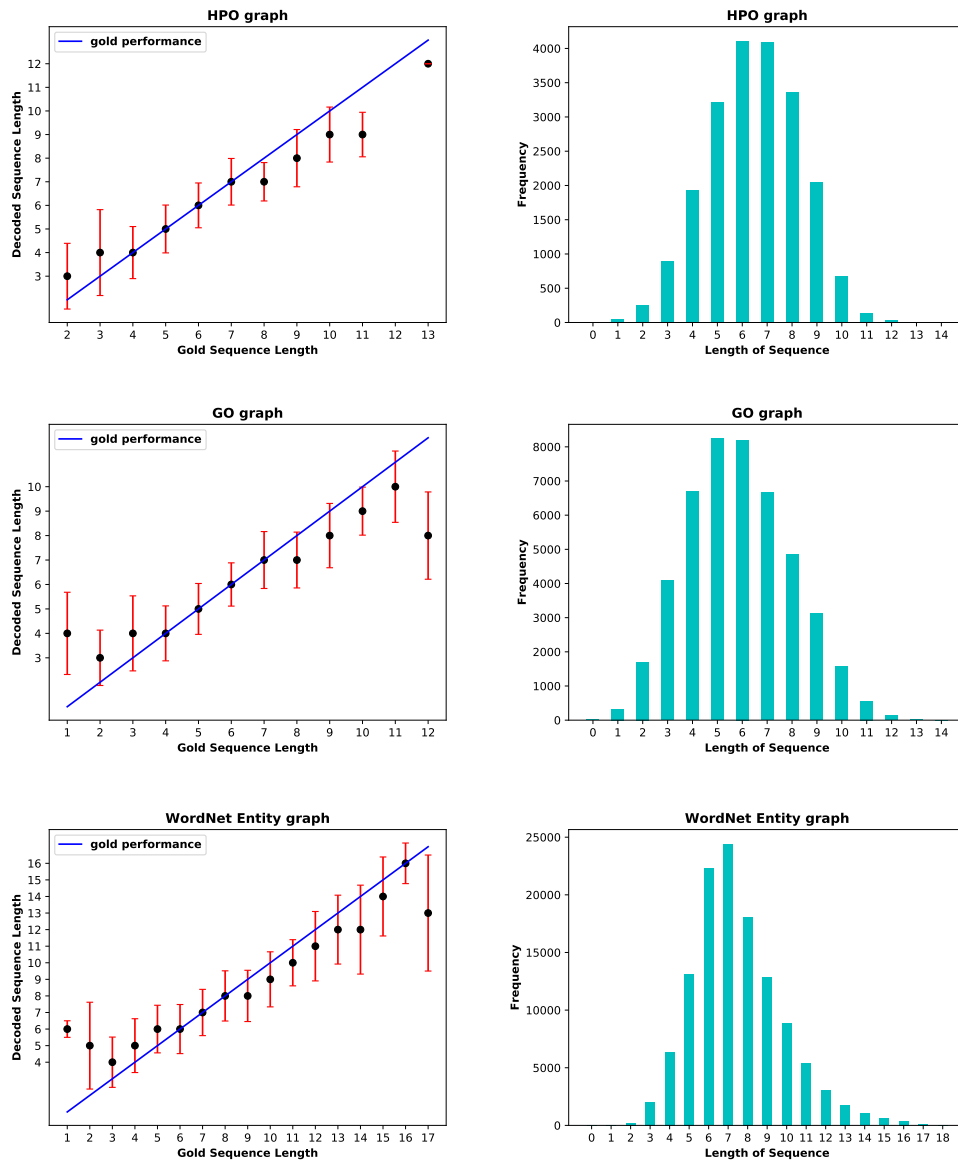 HPO graph
gold performance
Decoded Sequence Length
12
11
10
9
8
7
6
5
4
3
2 3 4 5 6 7 8 9 10 11 12 13
Gold Sequence Length
HPO graph
Frequency
4000
3500
3000
2500
2000
1500
1000
500
0
0 1 2 3 4 5 6 7 8 9 10 11 12 13 14
Length of Sequence
GO graph
gold performance
Decoded Sequence Length
10
9
8
7
6
5
4
3
1 2 3 4 5 6 7 8 9 10 11 12
Gold Sequence Length
GO graph
Frequency
8000
7000
6000
5000
4000
3000
2000
1000
0
0 1 2 3 4 5 6 7 8 9 10 11 12 13 14
Length of Sequence
WordNet Entity graph
gold performance
Decoded Sequence Length
16
15
14
13
12
11
10
9
8
7
6
5
4
1 2 3 4 5 6 7 8 9 10 11 12 13 14 15 16 17
Gold Sequence Length
WordNet Entity graph
Frequency
25000
20000
15000
10000
5000
0
0 1 2 3 4 5 6 7 8 9 10 11 12 13 14 15 16 17 18
Length of Sequence